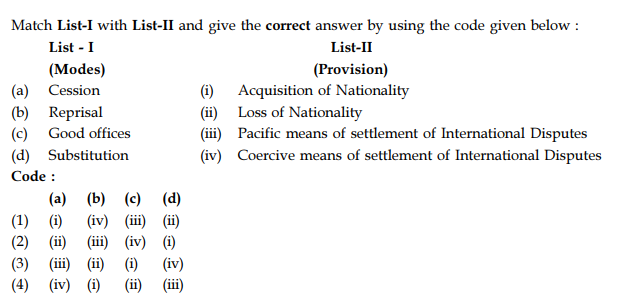 Match List-I with List-II and give the correct answer by using the code given below :
List - I List-II
(Modes) (Provision)
(a) Cession (i) Acquisition of Nationality
(b) Reprisal (ii) Loss of Nationality
(c) Good offices (iii) Pacific means of settlement of International Disputes
(d) Substitution (iv) Coercive means of settlement of International Disputes
Code :
(a) (b) (c) (d)
(1) (i) (iv) (iii) (ii)
(2) (ii) (iii) (iv) (i)
(3) (iii) (ii) (i) (iv)
(4) (iv) (i) (ii) (iii)